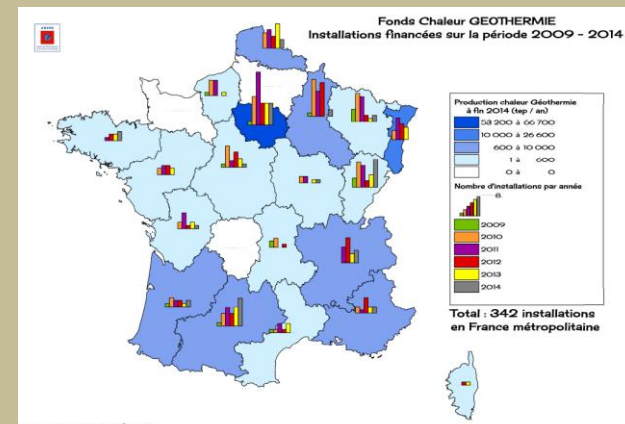 Fonds Chaleur GEOTHERMIE
Installations financées sur la période 2009 - 2014
ADEME
Production chaleur Géothermie
à fin 2014 (tep / an)
53 200 à 66 700
10 000 à 26 600
600 à 10 000
1 à 600
0 à 0
Nombre d'installations par année
8
2009
2010
2011
2012
2013
2014
Total : 342 installations
en France métropolitaine